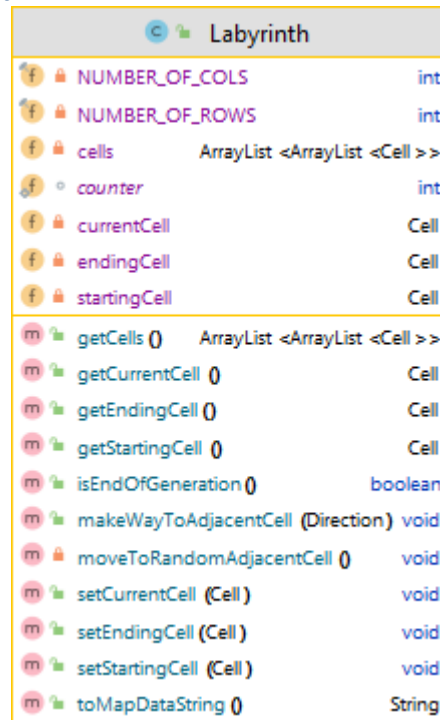 Labyrinth
NUMBER_OF_COLS int
NUMBER_OF_ROWS int
cells ArrayList <ArrayList <Cell >>
counter int
currentCell Cell
endingCell Cell
startingCell Cell
getCells () ArrayList <ArrayList <Cell >>
getCurrentCell () Cell
getEndingCell () Cell
getStartingCell () Cell
isEndOfGeneration () boolean
makeWayToAdjacentCell (Direction) void
moveToRandomAdjacentCell () void
setCurrentCell (Cell) void
setEndingCell (Cell) void
setStartingCell (Cell) void
toMapDataString () String